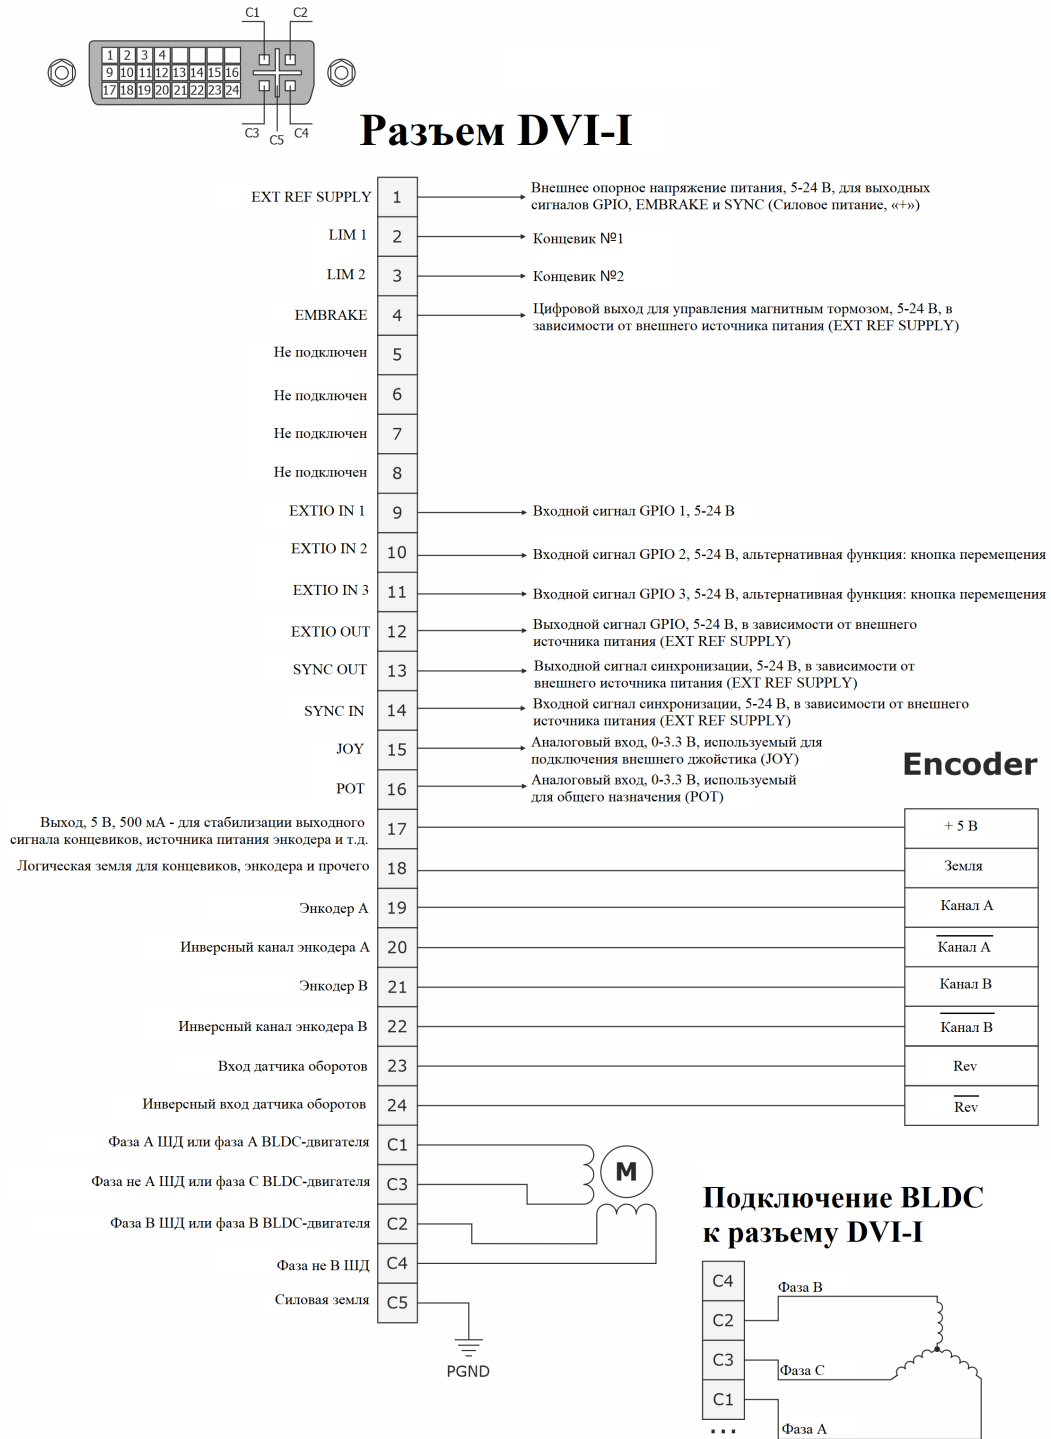 C1
C2
1 2 3 4
9 10 11 12 13 14 15 16
17 18 19 20 21 22 23 24
C3
C5
C4
Разъем DVI-I
EXT REF SUPPLY 1
Внешнее опорное напряжение питания, 5-24 В, для выходных
сигналов GPIO, EMBRAKE и SYNC (Силовое питание, «+»)
LIM 1 2 Концевик №1
LIM 2 3 Концевик №2
EMBRAKE 4
Цифровой выход для управления магнитным тормозом, 5-24 В, в
зависимости от внешнего источника питания (EXT REF SUPPLY)
Не подключен 5
Не подключен 6
Не подключен 7
Не подключен 8
EXTIO IN 1 9 Входной сигнал GPIO 1, 5-24 В
EXTIO IN 2 10 Входной сигнал GPIO 2, 5-24 В, альтернативная функция: кнопка перемещения
EXTIO IN 3 11 Входной сигнал GPIO 3, 5-24 В, альтернативная функция: кнопка перемещения
EXTIO OUT 12
Выходной сигнал GPIO, 5-24 В, в зависимости от внешнего
источника питания (EXT REF SUPPLY)
SYNC OUT 13
Выходной сигнал синхронизации, 5-24 В, в зависимости от
внешнего источника питания (EXT REF SUPPLY)
SYNC IN 14
Входной сигнал синхронизации, 5-24 В, в зависимости от внешнего
источника питания (EXT REF SUPPLY)
JOY 15
Аналоговый вход, 0-3.3 В, используемый для
подключения внешнего джойстика (JOY)
POT 16
Аналоговый вход, 0-3.3 В, используемый
для общего назначения (POT)
Encoder
Выход, 5 В, 500 мА - для стабилизации выходного
сигнала концевиков, источника питания энкодера и т.д.
17 + 5 В
Логическая земля для концевиков, энкодера и прочего 18 Земля
Энкодер A 19 Канал A
Инверсный канал энкодера A 20 Канал A
Энкодер B 21 Канал B
Инверсный канал энкодера B 22 Канал B
Вход датчика оборотов 23 Rev
Инверсный вход датчика оборотов 24 Rev
Фаза А ШД или фаза А BLDC-двигателя C1
M
Фаза не А ШД или фаза С BLDC-двигателя C3
Фаза В ШД или фаза В BLDC-двигателя C2
Фаза не В ШД C4
Силовая земля C5
PGND
Подключение BLDC
к разъему DVI-I
C4
Фаза В
C2
C3
Фаза С
C1
Фаза А
...